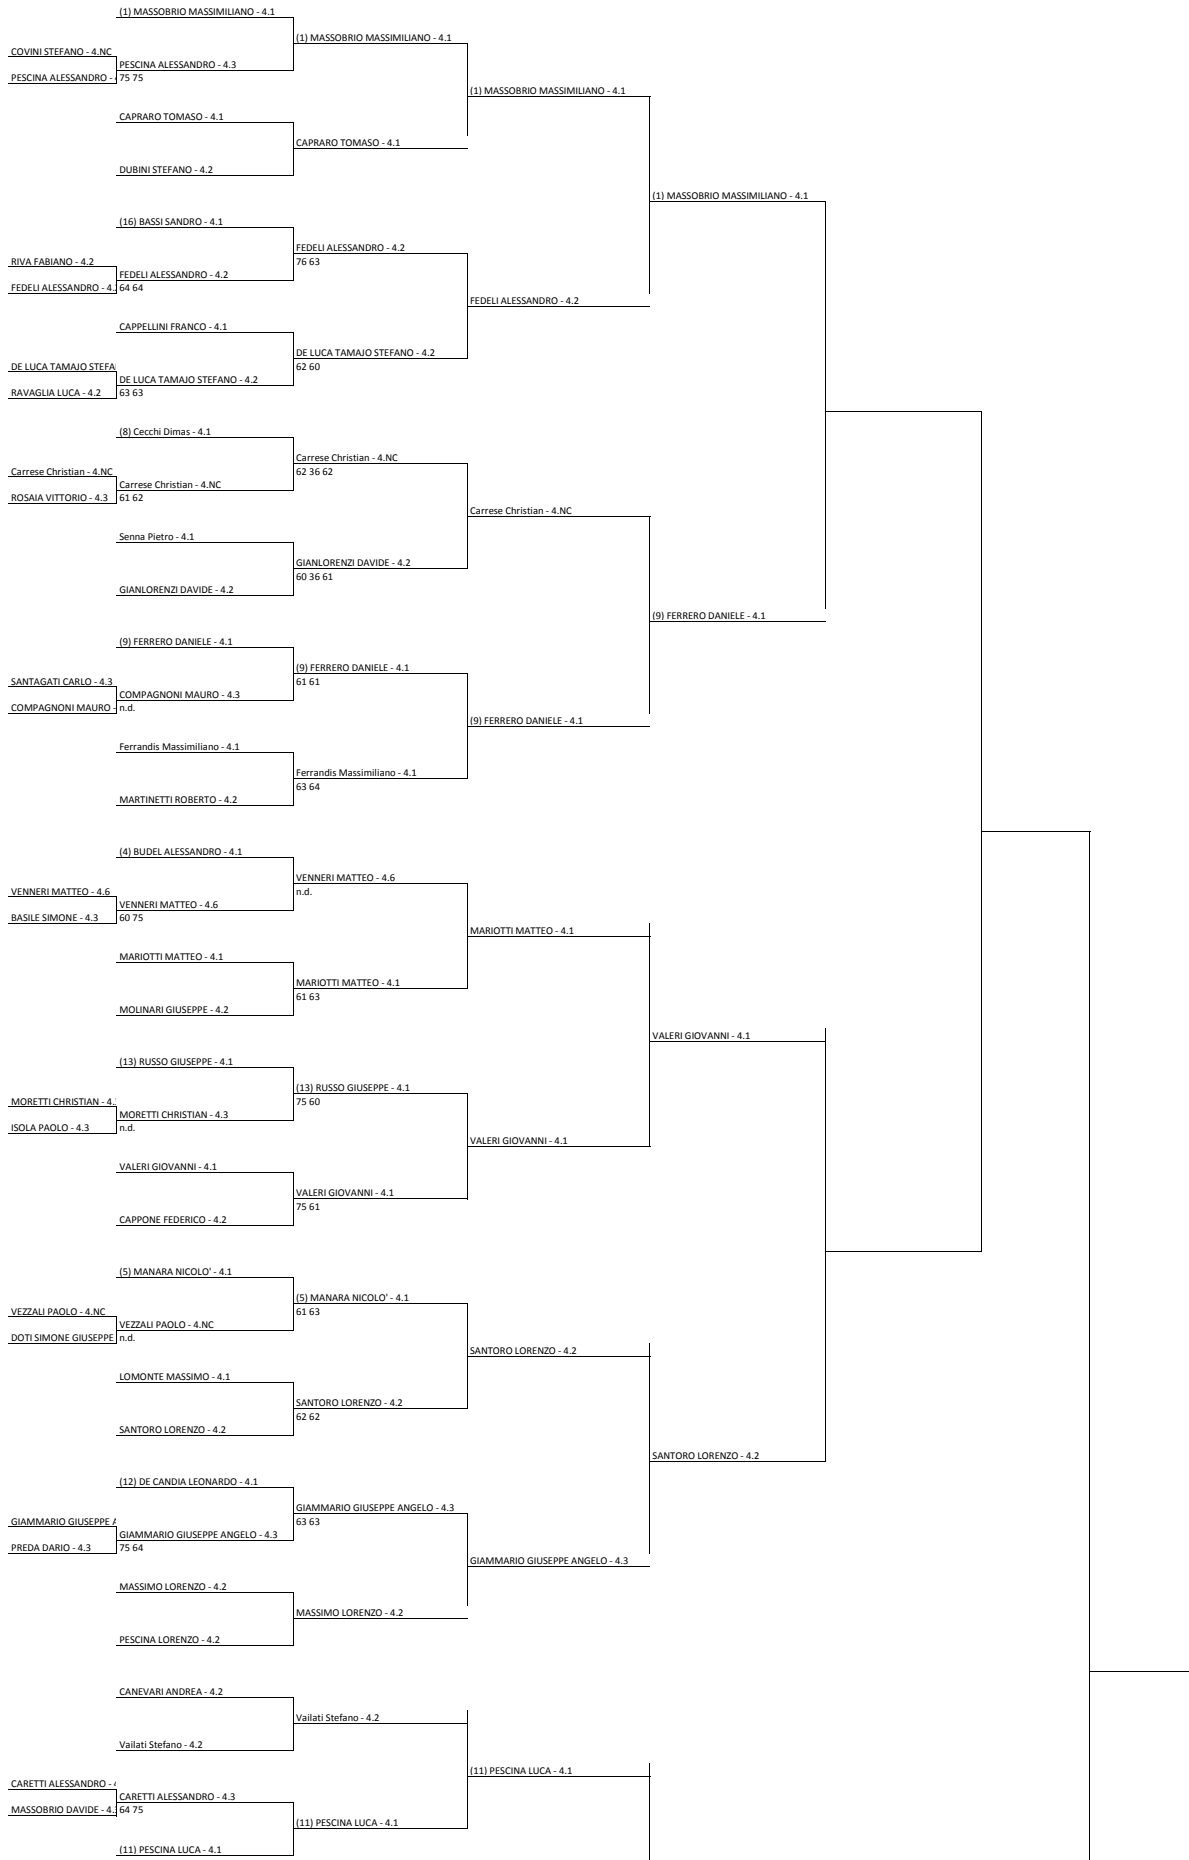 (1) MASSOBRIO MASSIMILIANO - 4.1
(1) MASSOBRIO MASSIMILIANO - 4.1
COVINI STEFANO - 4.NC
PESCINA ALESSANDRO - 4.3
PESCINA ALESSANDRO -
75 75
(1) MASSOBRIO MASSIMILIANO - 4.1
CAPRARO TOMASO - 4.1
CAPRARO TOMASO - 4.1
DUBINI STEFANO - 4.2
(1) MASSOBRIO MASSIMILIANO - 4.1
(16) BASSI SANDRO - 4.1
FEDELI ALESSANDRO - 4.2
RIVA FABIANO - 4.2
76 63
FEDELI ALESSANDRO - 4.2
FEDELI ALESSANDRO - 4.
64 64
FEDELI ALESSANDRO - 4.2
CAPPELLINI FRANCO - 4.1
DE LUCA TAMAJO STEFANO - 4.2
DE LUCA TAMAJO STEFA
62 60
DE LUCA TAMAJO STEFANO - 4.2
RAVAGLIA LUCA - 4.2
63 63
(8) Cecchi Dimas - 4.1
Carrese Christian - 4.NC
Carrese Christian - 4.NC
62 36 62
Carrese Christian - 4.NC
ROSAIA VITTORIO - 4.3
61 62
Carrese Christian - 4.NC
Senna Pietro - 4.1
GIANLORENZI DAVIDE - 4.2
60 36 61
GIANLORENZI DAVIDE - 4.2
(9) FERRERO DANIELE - 4.1
(9) FERRERO DANIELE - 4.1
(9) FERRERO DANIELE - 4.1
SANTAGATI CARLO - 4.3
61 61
COMPAGNONI MAURO - 4.3
COMPAGNONI MAURO -
n.d.
(9) FERRERO DANIELE - 4.1
Ferrandis Massimiliano - 4.1
Ferrandis Massimiliano - 4.1
63 64
MARTINETTI ROBERTO - 4.2
(4) BUDEL ALESSANDRO - 4.1
VENNERI MATTEO - 4.6
VENNERI MATTEO - 4.6
n.d.
VENNERI MATTEO - 4.6
BASILE SIMONE - 4.3
60 75
MARIOTTI MATTEO - 4.1
MARIOTTI MATTEO - 4.1
MARIOTTI MATTEO - 4.1
61 63
MOLINARI GIUSEPPE - 4.2
VALERI GIOVANNI - 4.1
(13) RUSSO GIUSEPPE - 4.1
(13) RUSSO GIUSEPPE - 4.1
MORETTI CHRISTIAN - 4.
75 60
MORETTI CHRISTIAN - 4.3
ISOLA PAOLO - 4.3
n.d.
VALERI GIOVANNI - 4.1
VALERI GIOVANNI - 4.1
VALERI GIOVANNI - 4.1
75 61
CAPPONE FEDERICO - 4.2
(5) MANARA NICOLO' - 4.1
(5) MANARA NICOLO' - 4.1
VEZZALI PAOLO - 4.NC
61 63
VEZZALI PAOLO - 4.NC
DOTI SIMONE GIUSEPPE
n.d.
SANTORO LORENZO - 4.2
LOMONTE MASSIMO - 4.1
SANTORO LORENZO - 4.2
62 62
SANTORO LORENZO - 4.2
SANTORO LORENZO - 4.2
(12) DE CANDIA LEONARDO - 4.1
GIAMMARIO GIUSEPPE ANGELO - 4.3
GIAMMARIO GIUSEPPE A
63 63
GIAMMARIO GIUSEPPE ANGELO - 4.3
PREDA DARIO - 4.3
75 64
GIAMMARIO GIUSEPPE ANGELO - 4.3
MASSIMO LORENZO - 4.2
MASSIMO LORENZO - 4.2
PESCINA LORENZO - 4.2
CANEVARI ANDREA - 4.2
Vailati Stefano - 4.2
Vailati Stefano - 4.2
(11) PESCINA LUCA - 4.1
CARETTI ALESSANDRO -
CARETTI ALESSANDRO - 4.3
MASSOBRIO DAVIDE - 4.
64 75
(11) PESCINA LUCA - 4.1
(11) PESCINA LUCA - 4.1